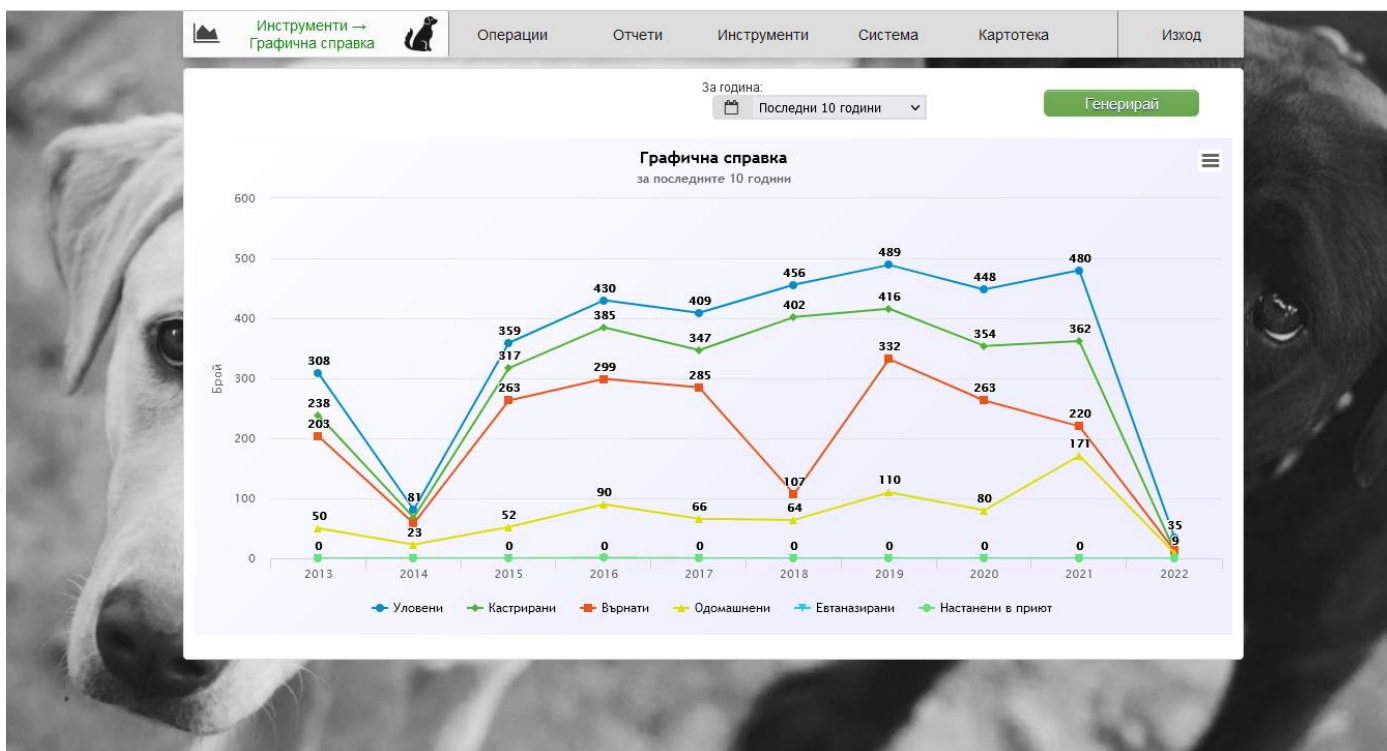 Инструменти →
Графична справка
Операции
Отчети
Инструменти
Система
Картотека
Изход
За година:
Последни 10 години
Генерирай
Графична справка
за последните 10 години
Брой
600
500
400
300
200
100
0
308 81 359 430 409 456 489 448 480 35
238 317 385 347 402 416 354 362
203 263 299 285 107 332 263 220
50 23 52 90 66 64 110 80 171 9
0 0 0 0 0 0 0 0
2013 2014 2015 2016 2017 2018 2019 2020 2021 2022
Уловени Кастрирани Върнати Одомашнени Евтаназирани Настанени в приют